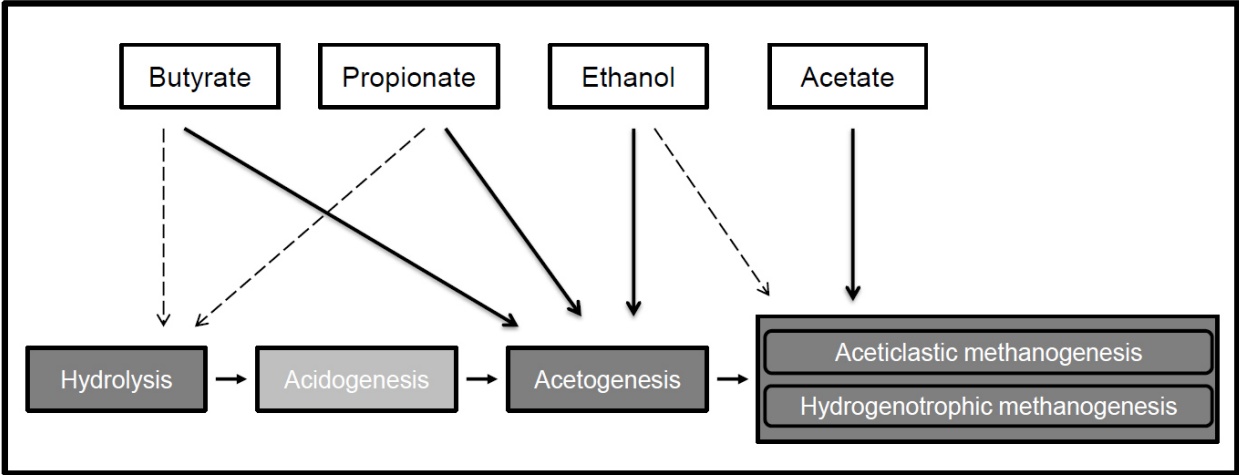 Butyrate
Propionate
Ethanol
Acetate
Hydrolysis
Acidogenesis
Acetogenesis
Aceticlastic methanogenesis
Hydrogenotrophic methanogenesis